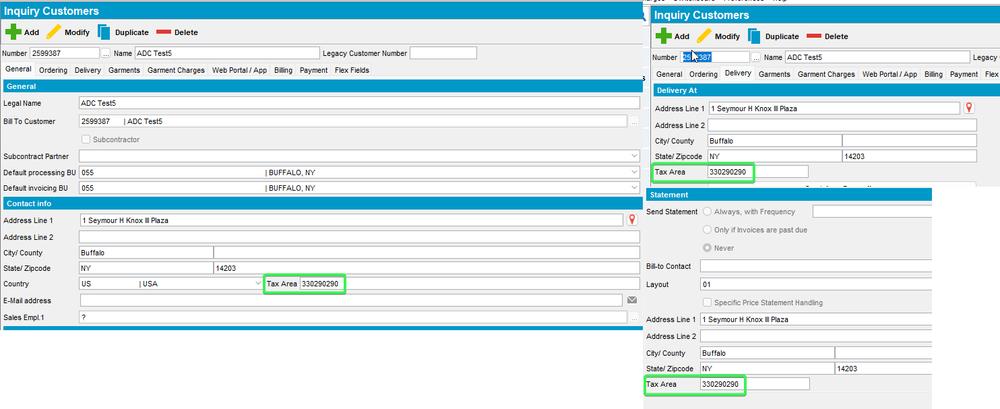 Inquiry Customers
Add Modify Duplicate Delete
Number 2599387 ... Name ADC Test5 Legacy Customer Number
General Ordering Delivery Garments Garment Charges Web Portal / App Billing Payment Flex Fields
General
Legal Name ADC Test5
Bill To Customer 2599387 | ADC Test5 ...
Subcontractor
Subcontract Partner
Default processing BU 055 | BUFFALO, NY
Default invoicing BU 055 | BUFFALO, NY
Contact info
Address Line 1 1 Seymour H Knox III Plaza
Address Line 2
City/ County Buffalo
State/ Zipcode NY 14203
Country US | USA Tax Area 330290290
E-Mail address
Sales Empl.1 ? ...
Inquiry Customers
Add Modify Duplicate Delete
Number ... Name ADC Test5 Legacy
General Ordering Delivery Garments Garment Charges Web Portal / App Billing Payment Flex
Delivery At
Address Line 1 1 Seymour H Knox III Plaza
Address Line 2
City/ County Buffalo
State/ Zipcode NY 14203
Tax Area 330290290
Statement
Send Statement Always, with Frequency
Only if Invoices are past due
Never
Bill-to Contact
Layout 01
Specific Price Statement Handling
Address Line 1 1 Seymour H Knox III Plaza
Address Line 2
City/ County Buffalo
State/ Zipcode NY 14203
Tax Area 330290290